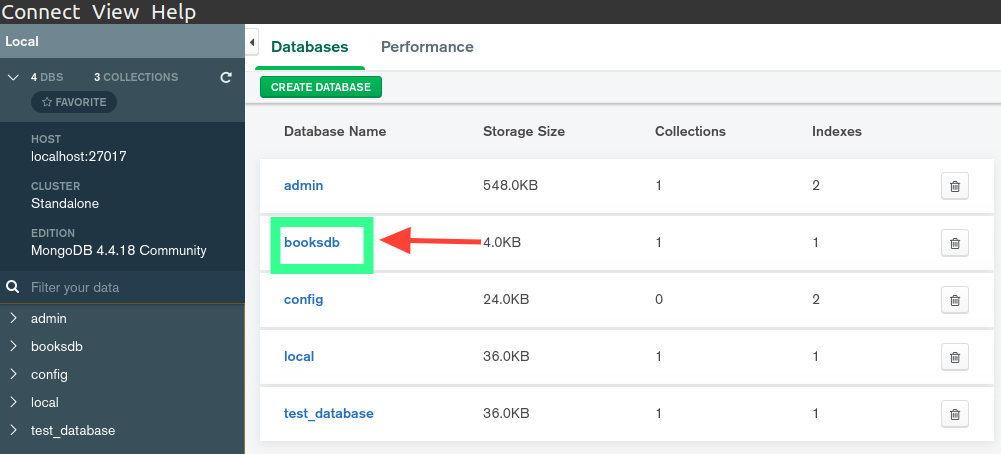 Connect View Help
Local
4 DBS 3 COLLECTIONS
FAVORITE
HOST
localhost:27017
CLUSTER
Standalone
EDITION
MongoDB 4.4.18 Community
Filter your data
admin
booksdb
config
local
test_database
Databases Performance
CREATE DATABASE
Database Name Storage Size Collections Indexes
admin 548.0KB 1 2
booksdb 4.0KB 1 1
config 24.0KB 0 2
local 36.0KB 1 1
test_database 36.0KB 1 1